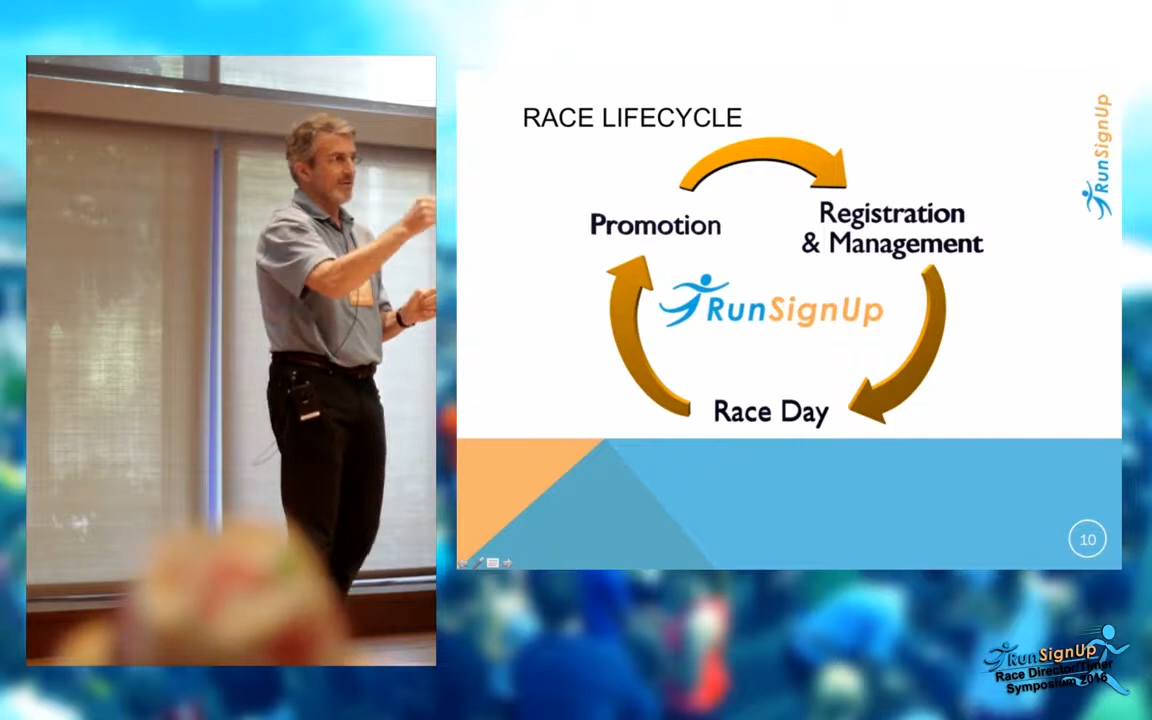 RACE LIFECYCLE
RunSignUp
Promotion
Registration
& Management
RunSignUp
Race Day
10
RunSignUp
Race Director/Timer
Symposium 2016